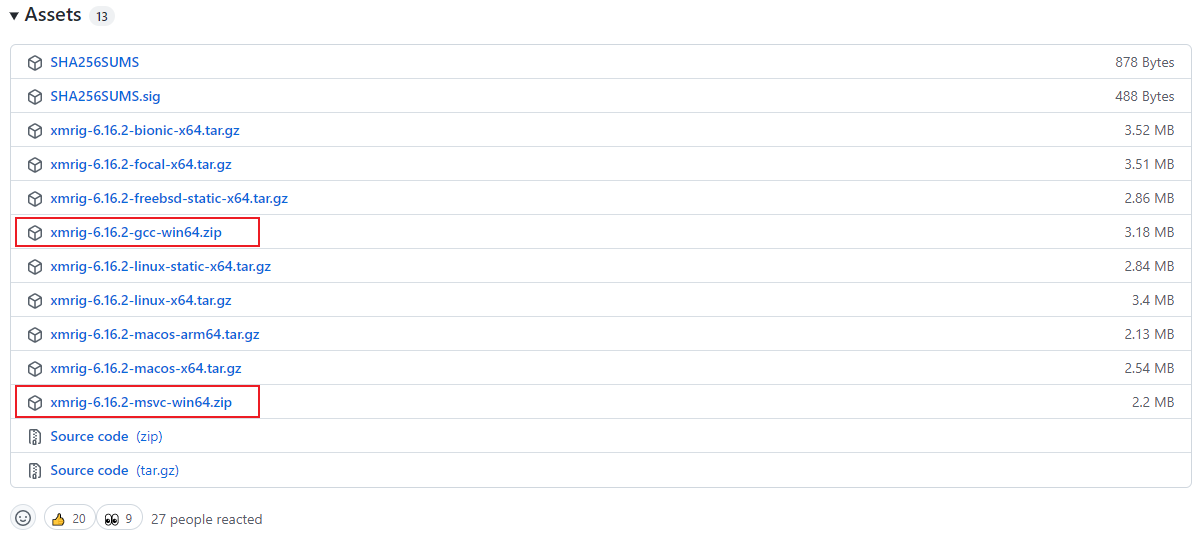 Assets 13
SHA256SUMS 878 Bytes
SHA256SUMS.sig 488 Bytes
xmrig-6.16.2-bionic-x64.tar.gz 3.52 MB
xmrig-6.16.2-focal-x64.tar.gz 3.51 MB
xmrig-6.16.2-freebsd-static-x64.tar.gz 2.86 MB
xmrig-6.16.2-gcc-win64.zip 3.18 MB
xmrig-6.16.2-linux-static-x64.tar.gz 2.84 MB
xmrig-6.16.2-linux-x64.tar.gz 3.4 MB
xmrig-6.16.2-macos-arm64.tar.gz 2.13 MB
xmrig-6.16.2-macos-x64.tar.gz 2.54 MB
xmrig-6.16.2-msvc-win64.zip 2.2 MB
Source code (zip)
Source code (tar.gz)
20 9 27 people reacted